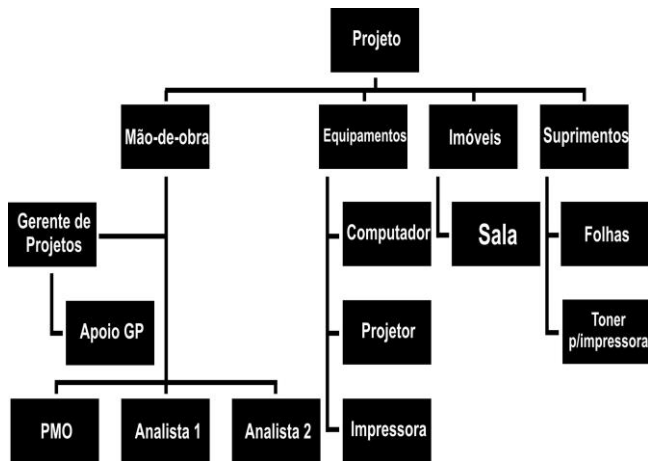 Projeto
Mão-de-obra
Equipamentos
Imóveis
Suprimentos
Gerente de
Projetos
Computador
Sala
Folhas
Apoio GP
Projetor
Toner
p/impressora
PMO
Analista 1
Analista 2
Impressora